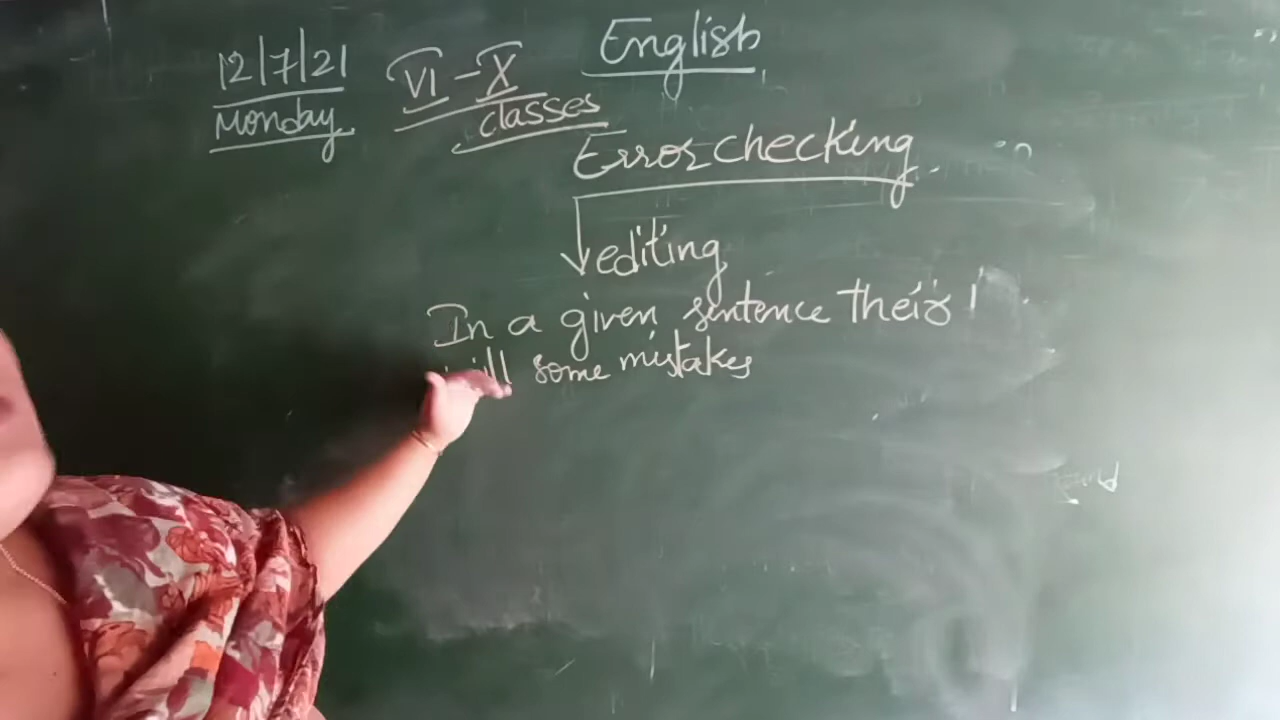 English
12/7/21 VI - X
Monday classes
Error checking
editing
In a given sentence their
will some mistakes